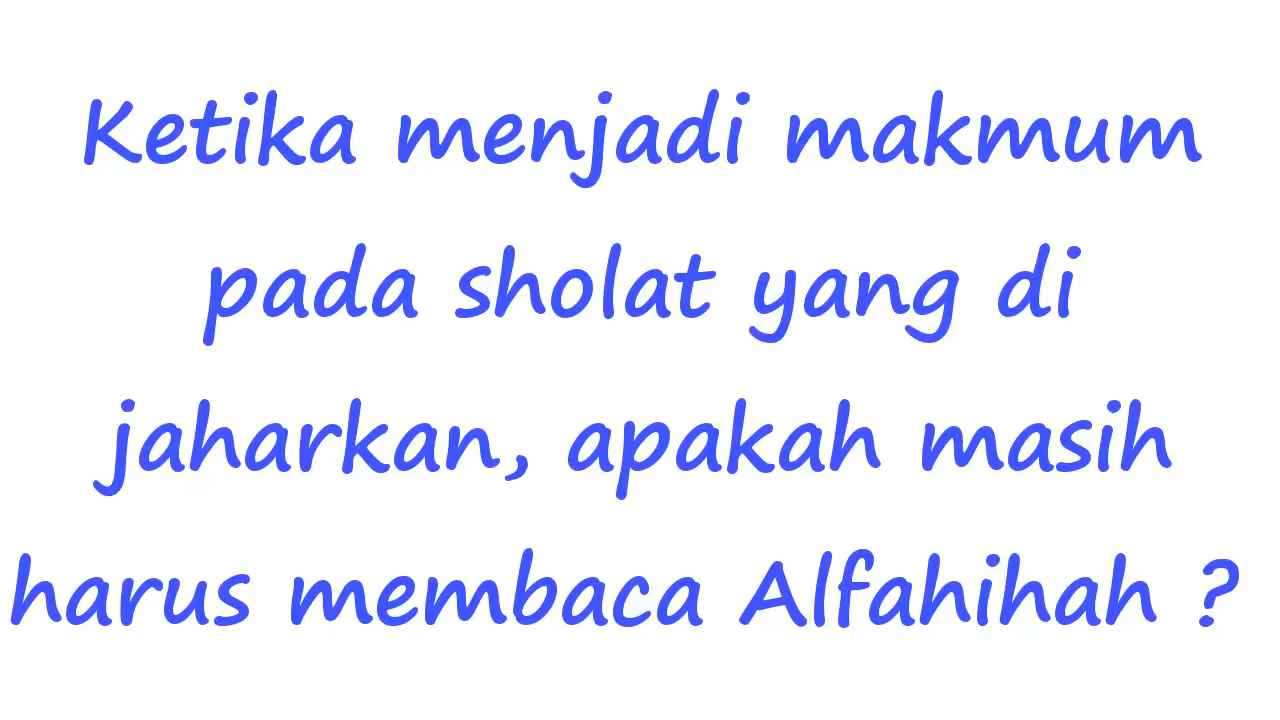 Ketika menjadi makmum
pada sholat yang di
jaharkan, apakah masih
harus membaca Alfahihah ?